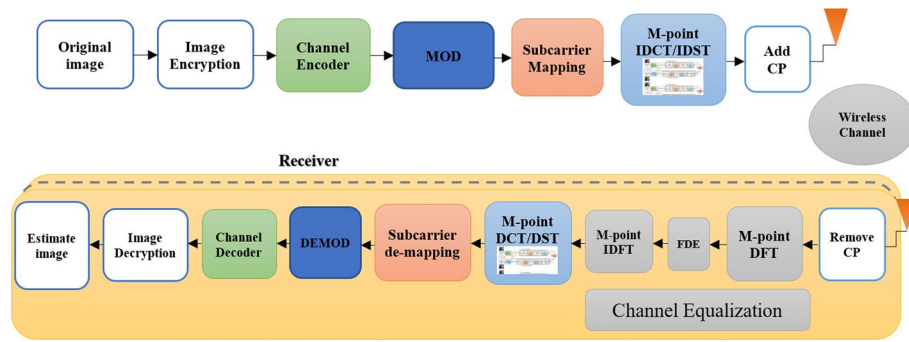 Original
image
Image
Encryption
Channel
Encoder
MOD
Subcarrier
Mapping
M-point
IDCT/IDST
Add
CP
Wireless
Channel
Receiver
Estimate
image
Image
Decryption
Channel
Decoder
DEMOD
Subcarrier
de-mapping
M-point
DCT/DST
M-point
IDFT
FDE
M-point
DFT
Remove
CP
Channel Equalization